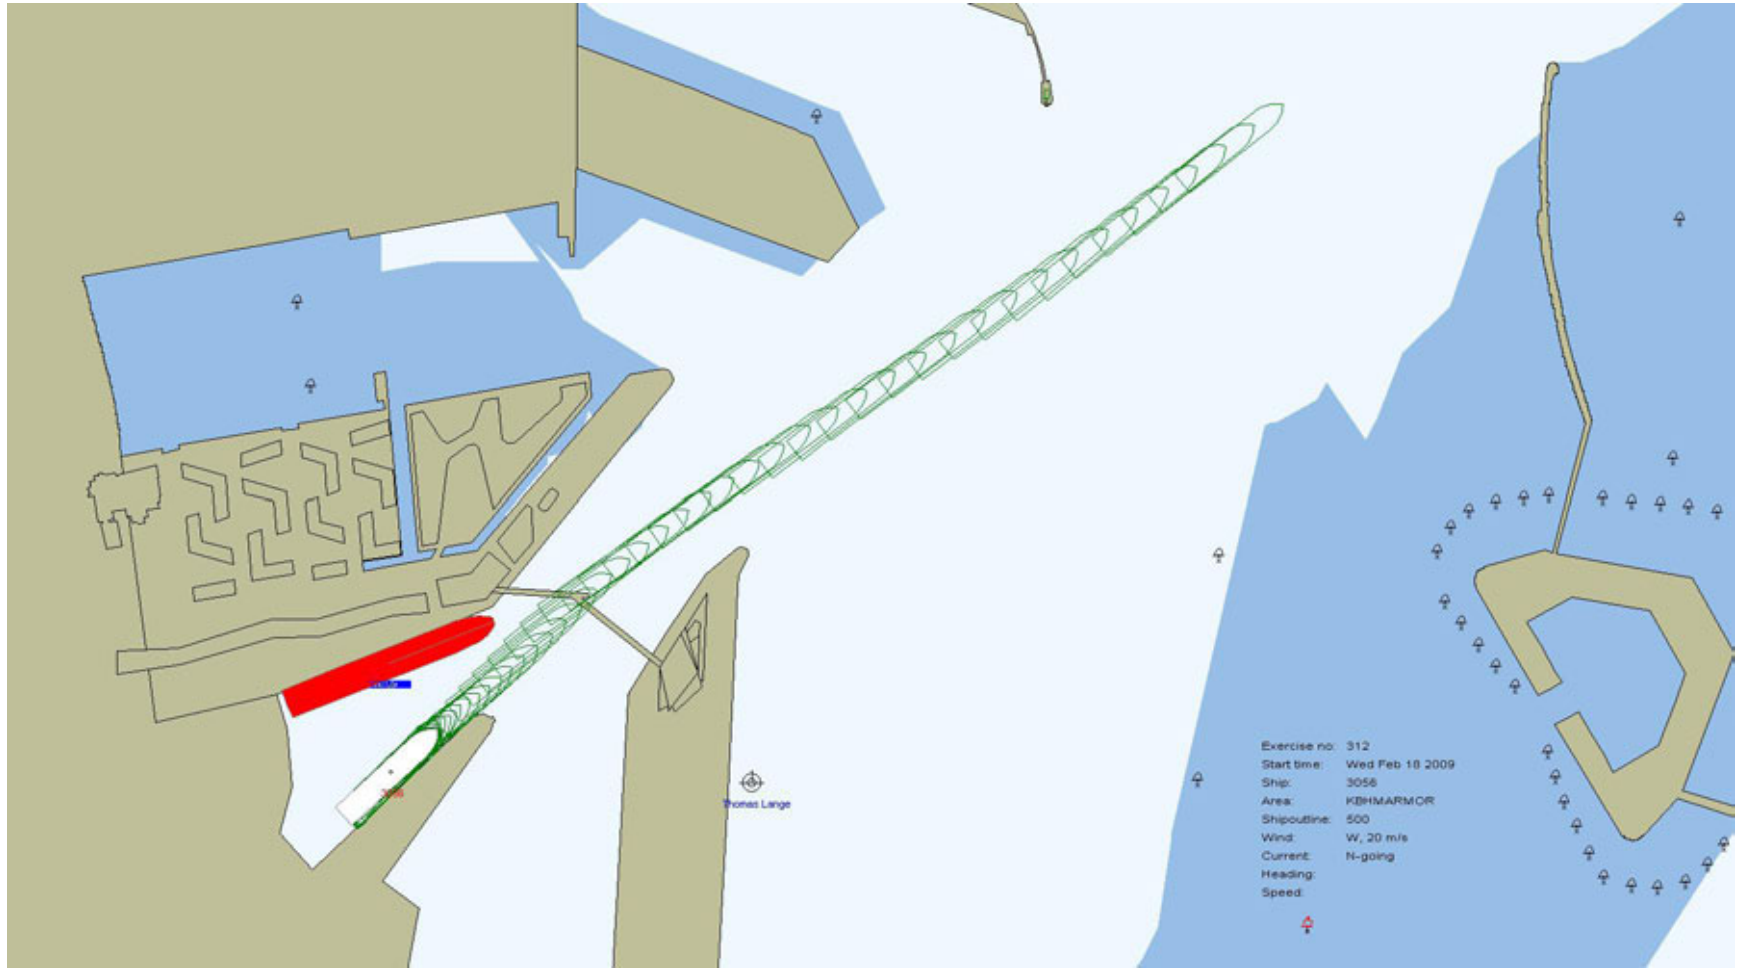 3056
Thomas Lange
Exercise no: 312
Start time: Wed Feb 18 2009
Ship: 3056
Area: KBHMARMOR
Shipoutline: 500
Wind: W, 20 m/s
Current: N-going
Heading:
Speed: